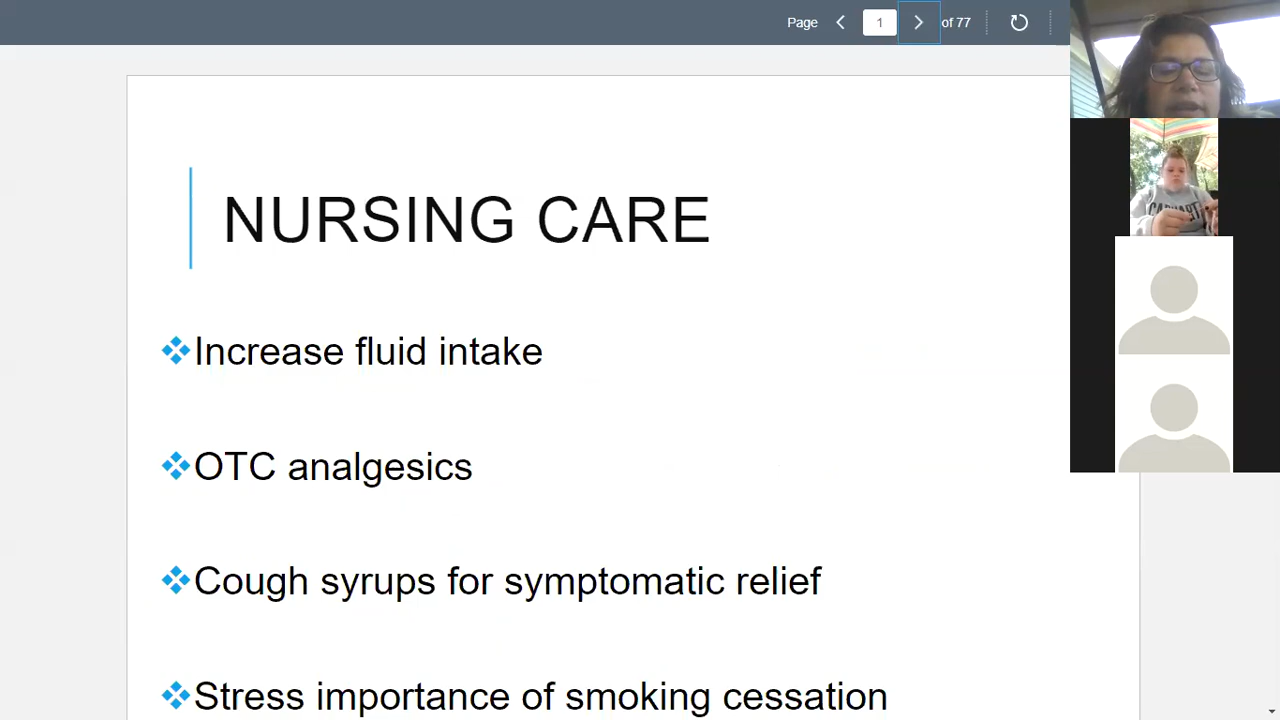 Page 1 of 77
NURSING CARE
Increase fluid intake
OTC analgesics
Cough syrups for symptomatic relief
Stress importance of smoking cessation
CARHARTT